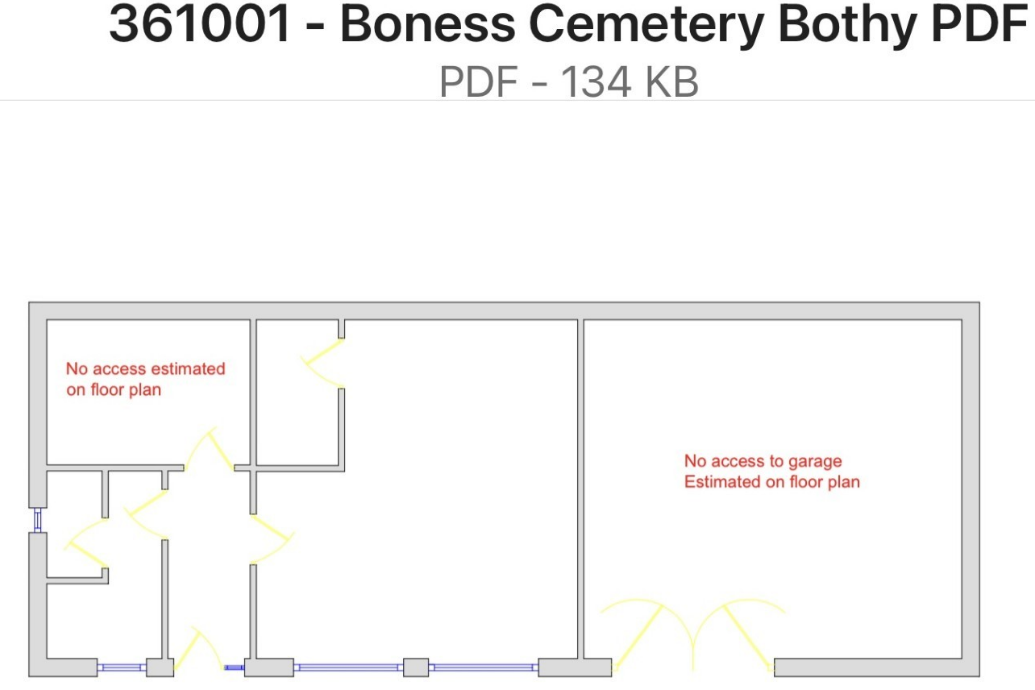 361001 - Boness Cemetery Bothy PDF
PDF - 134 KB
No access estimated
on floor plan
No access to garage
Estimated on floor plan